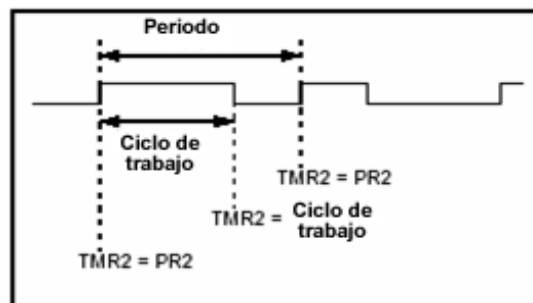 Periodo
Ciclo de
trabajo
TMR2 = PR2
TMR2 = Ciclo de
trabajo
TMR2 = PR2